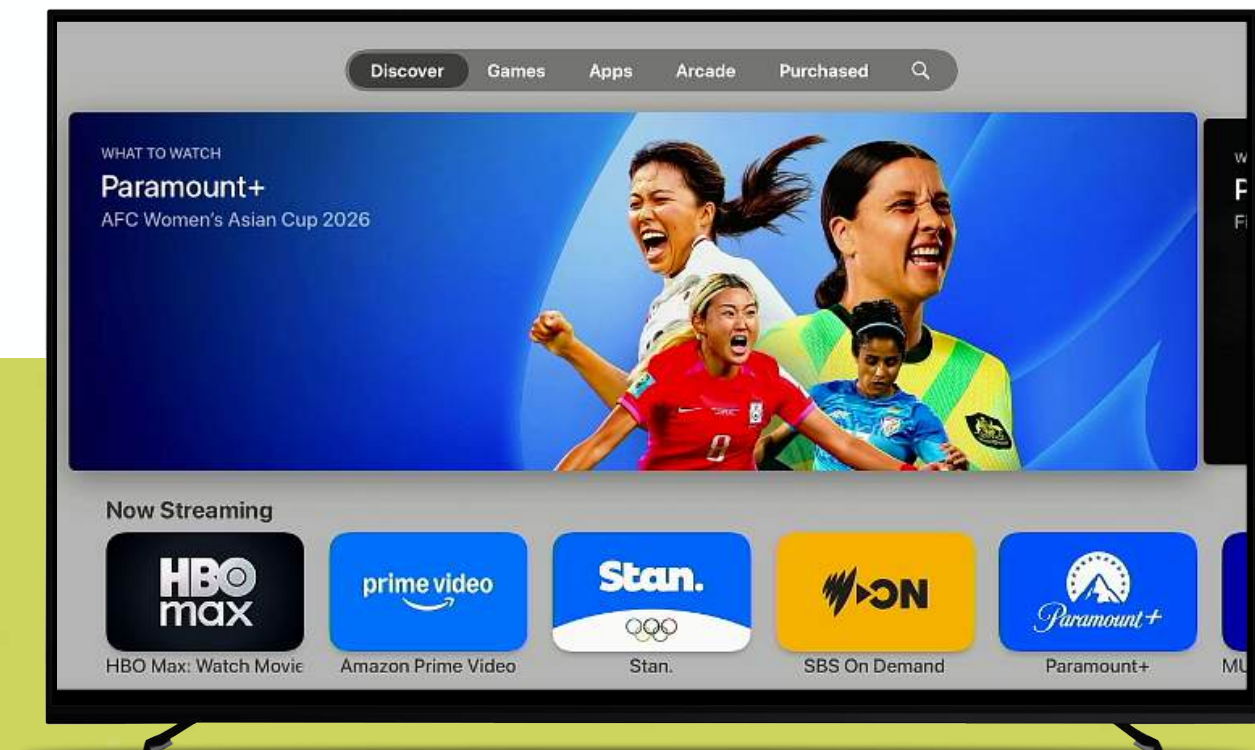 Discover Games Apps Arcade Purchased
WHAT TO WATCH
Paramount+
AFC Women's Asian Cup 2026
Now Streaming
HBO
max
prime video
Stan.
ON
Paramount+
HBO Max: Watch Movie
Amazon Prime Video
Stan.
SBS On Demand
Paramount+